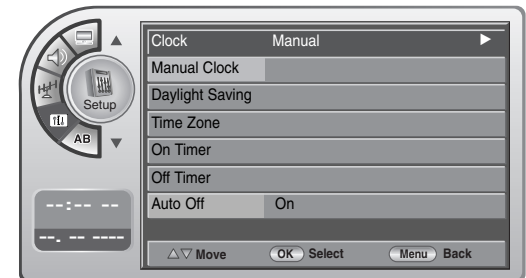 Setup
AB
--:-- --
--. -- ----
Clock Manual ▶
Manual Clock
Daylight Saving
Time Zone
On Timer
Off Timer
Auto Off On
△▽ Move OK Select Menu Back